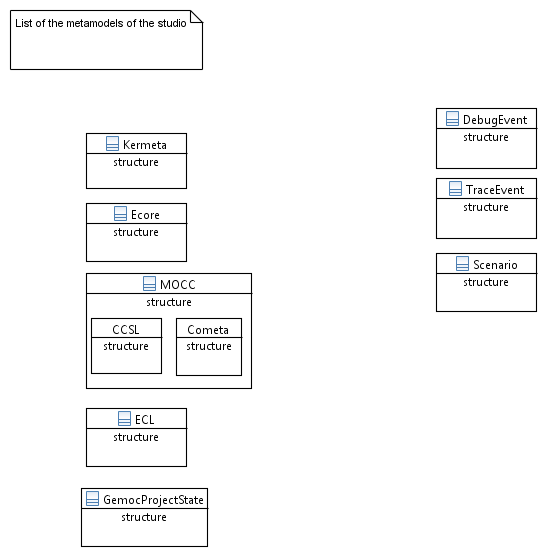 List of the metamodels of the studio
Kermeta
structure
Ecore
structure
MOCC
structure
CCSL
structure
Cometa
structure
ECL
structure
GemocProjectState
structure
DebugEvent
structure
TraceEvent
structure
Scenario
structure